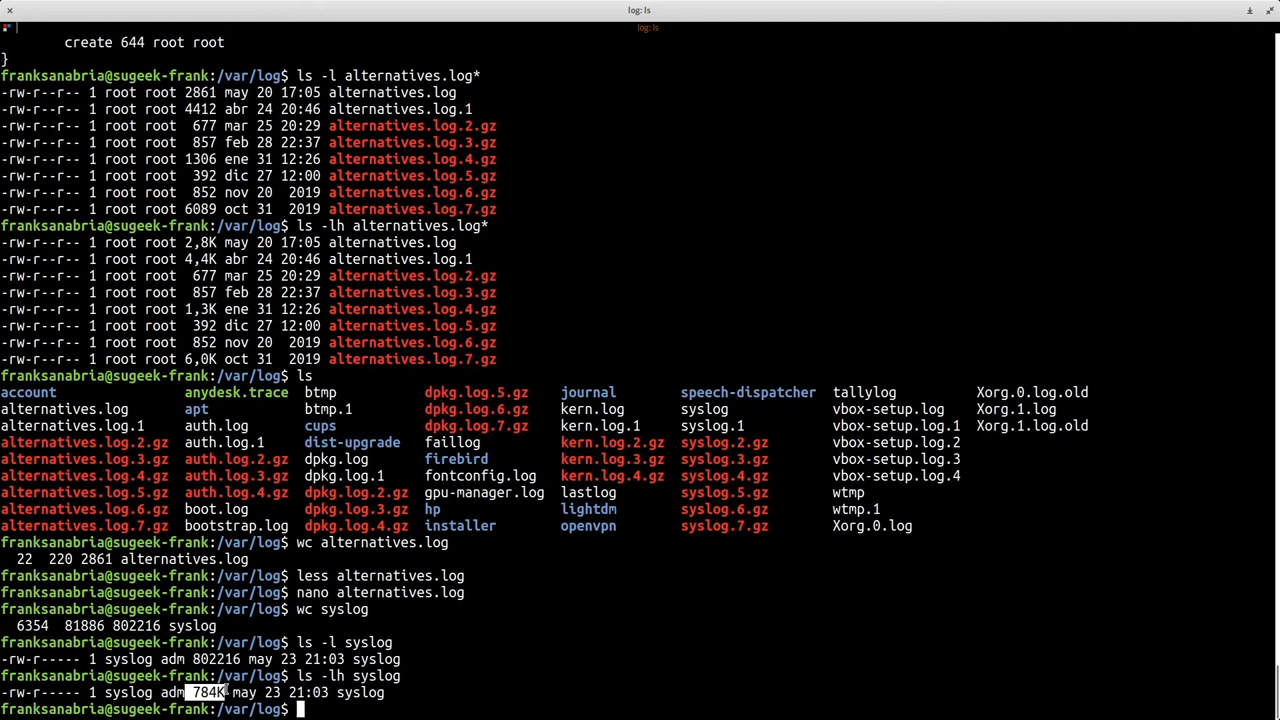 log: ls
log: ls
create 644 root root
}
franksanabria@sugeek-frank:/var/log$ ls -l alternatives.log*
-rw-r--r-- 1 root root 2861 may 20 17:05 alternatives.log
-rw-r--r-- 1 root root 4412 abr 24 20:46 alternatives.log.1
-rw-r--r-- 1 root root  677 mar 25 20:29 alternatives.log.2.gz
-rw-r--r-- 1 root root  857 feb 28 22:37 alternatives.log.3.gz
-rw-r--r-- 1 root root 1306 ene 31 12:26 alternatives.log.4.gz
-rw-r--r-- 1 root root  392 dic 27 12:00 alternatives.log.5.gz
-rw-r--r-- 1 root root  852 nov 20  2019 alternatives.log.6.gz
-rw-r--r-- 1 root root 6089 oct 31  2019 alternatives.log.7.gz
franksanabria@sugeek-frank:/var/log$ ls -lh alternatives.log*
-rw-r--r-- 1 root root 2,8K may 20 17:05 alternatives.log
-rw-r--r-- 1 root root 4,4K abr 24 20:46 alternatives.log.1
-rw-r--r-- 1 root root  677 mar 25 20:29 alternatives.log.2.gz
-rw-r--r-- 1 root root  857 feb 28 22:37 alternatives.log.3.gz
-rw-r--r-- 1 root root 1,3K ene 31 12:26 alternatives.log.4.gz
-rw-r--r-- 1 root root  392 dic 27 12:00 alternatives.log.5.gz
-rw-r--r-- 1 root root  852 nov 20  2019 alternatives.log.6.gz
-rw-r--r-- 1 root root 6,0K oct 31  2019 alternatives.log.7.gz
franksanabria@sugeek-frank:/var/log$ ls
account anydesk.trace btmp dpkg.log.5.gz journal speech-dispatcher tallylog Xorg.0.log.old
alternatives.log apt btmp.1 dpkg.log.6.gz kern.log syslog vbox-setup.log Xorg.1.log
alternatives.log.1 auth.log cups dpkg.log.7.gz kern.log.1 syslog.1 vbox-setup.log.1 Xorg.1.log.old
alternatives.log.2.gz auth.log.1 dist-upgrade faillog kern.log.2.gz syslog.2.gz vbox-setup.log.2
alternatives.log.3.gz auth.log.2.gz dpkg.log firebird kern.log.3.gz syslog.3.gz vbox-setup.log.3
alternatives.log.4.gz auth.log.3.gz dpkg.log.1 fontconfig.log kern.log.4.gz syslog.4.gz vbox-setup.log.4
alternatives.log.5.gz auth.log.4.gz dpkg.log.2.gz gpu-manager.log lastlog syslog.5.gz wtmp
alternatives.log.6.gz boot.log dpkg.log.3.gz hp lightdm syslog.6.gz wtmp.1
alternatives.log.7.gz bootstrap.log dpkg.log.4.gz installer openvpn syslog.7.gz Xorg.0.log
franksanabria@sugeek-frank:/var/log$ wc alternatives.log
22  220 2861 alternatives.log
franksanabria@sugeek-frank:/var/log$ less alternatives.log
franksanabria@sugeek-frank:/var/log$ nano alternatives.log
franksanabria@sugeek-frank:/var/log$ wc syslog
6354  81886 802216 syslog
franksanabria@sugeek-frank:/var/log$ ls -l syslog
-rw-r----- 1 syslog adm 802216 may 23 21:03 syslog
franksanabria@sugeek-frank:/var/log$ ls -lh syslog
-rw-r----- 1 syslog adm 784K may 23 21:03 syslog
franksanabria@sugeek-frank:/var/log$